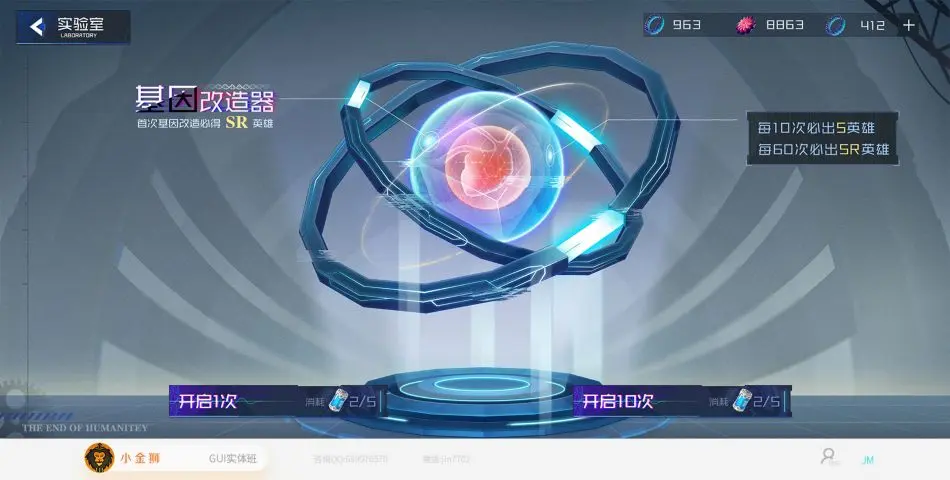 实验室
LABORATORY
963
8863
412
基因改造器
首次基因改造必得 SR 英雄
每10次必出S英雄
每60次必出SR英雄
开启1次
消耗
2/5
开启10次
消耗
2/5
THE END OF HUMANITEY
小金狮
GUI实体班
JM